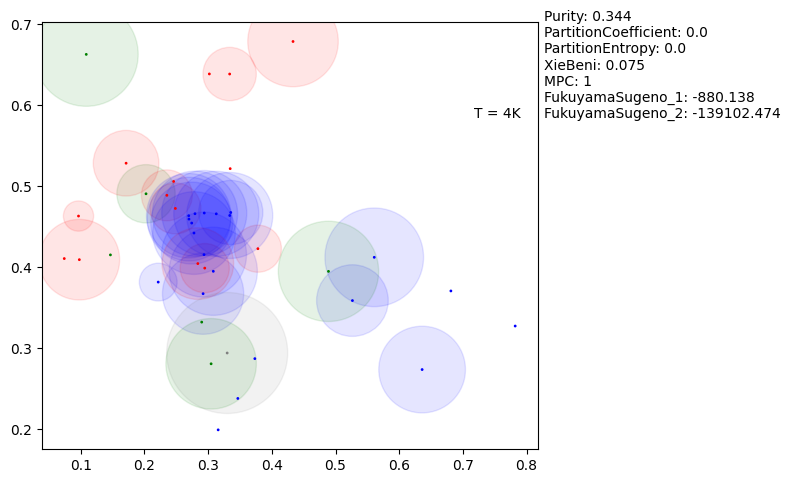 Purity: 0.344
PartitionCoefficient: 0.0
PartitionEntropy: 0.0
XieBeni: 0.075
MPC: 1
FukuyamaSugeno_1: -880.138
FukuyamaSugeno_2: -139102.474
T = 4K
0.7
0.6
0.5
0.4
0.3
0.2
0.1 0.2 0.3 0.4 0.5 0.6 0.7 0.8